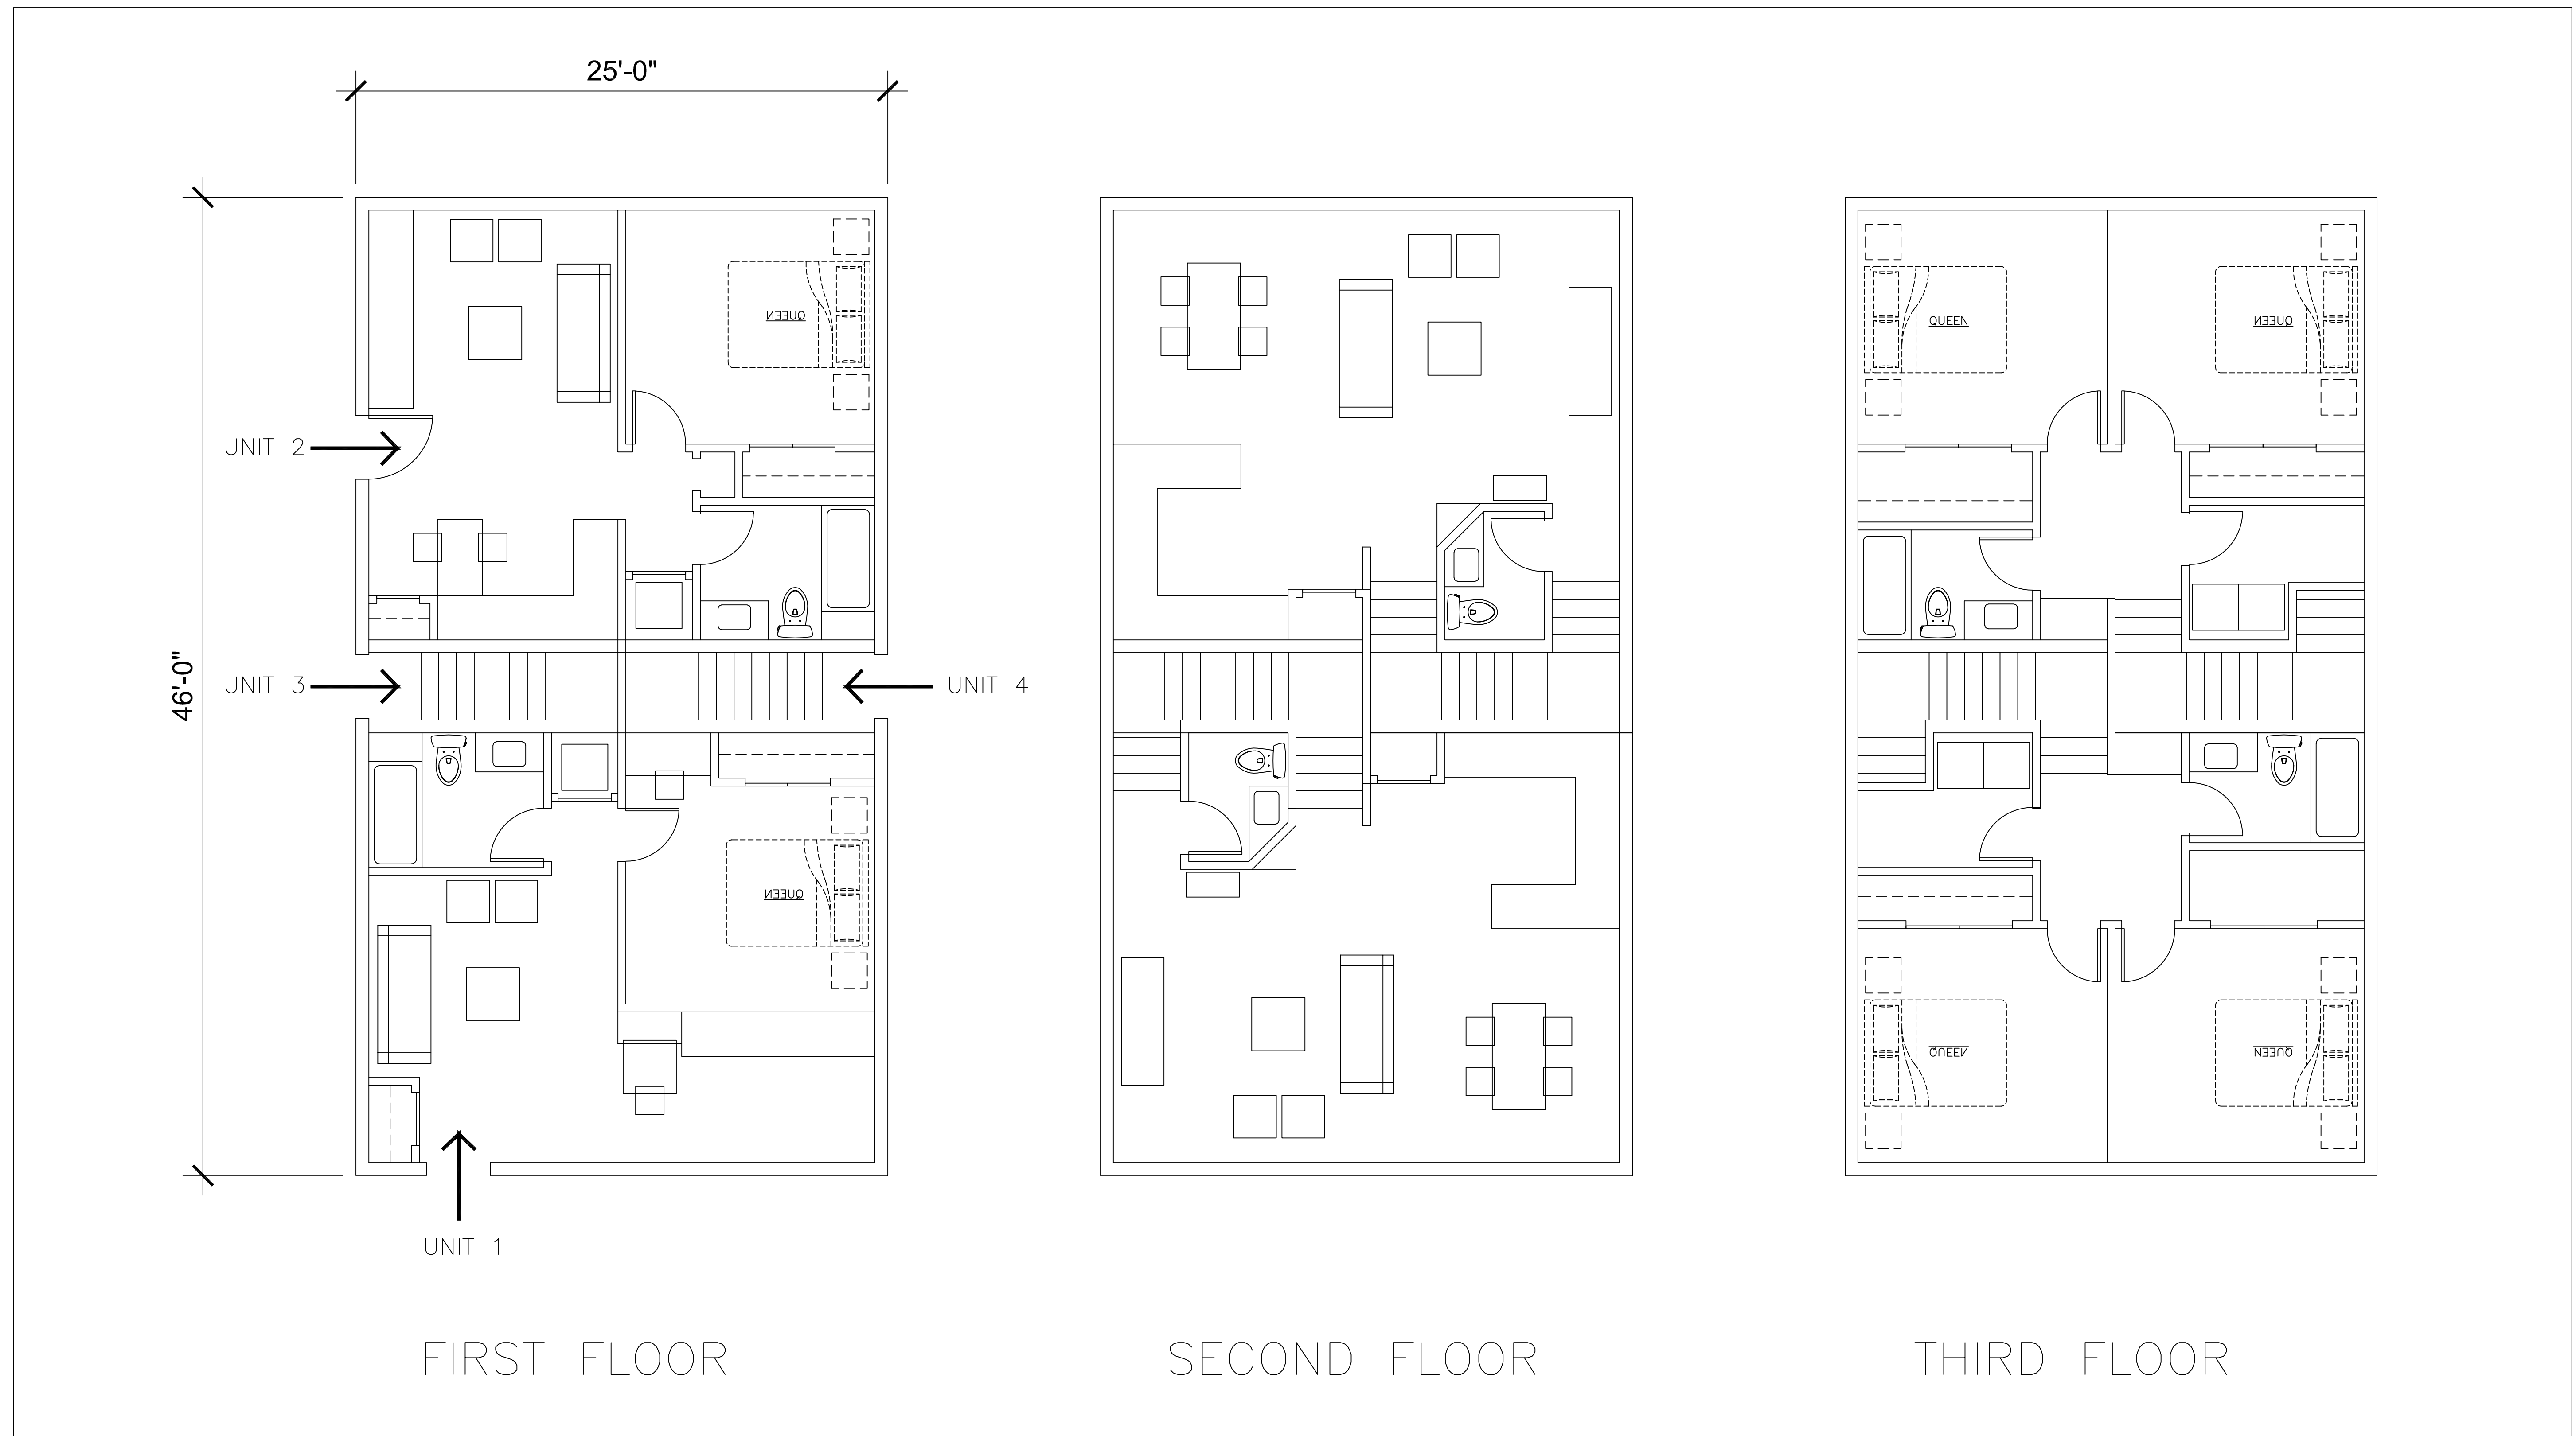 25'-0"
QUEEN
QUEEN
QUEEN
UNIT 2
46'-0"
UNIT 3
UNIT 4
QUEEN
QUEEN
QUEEN
UNIT 1
FIRST FLOOR
SECOND FLOOR
THIRD FLOOR